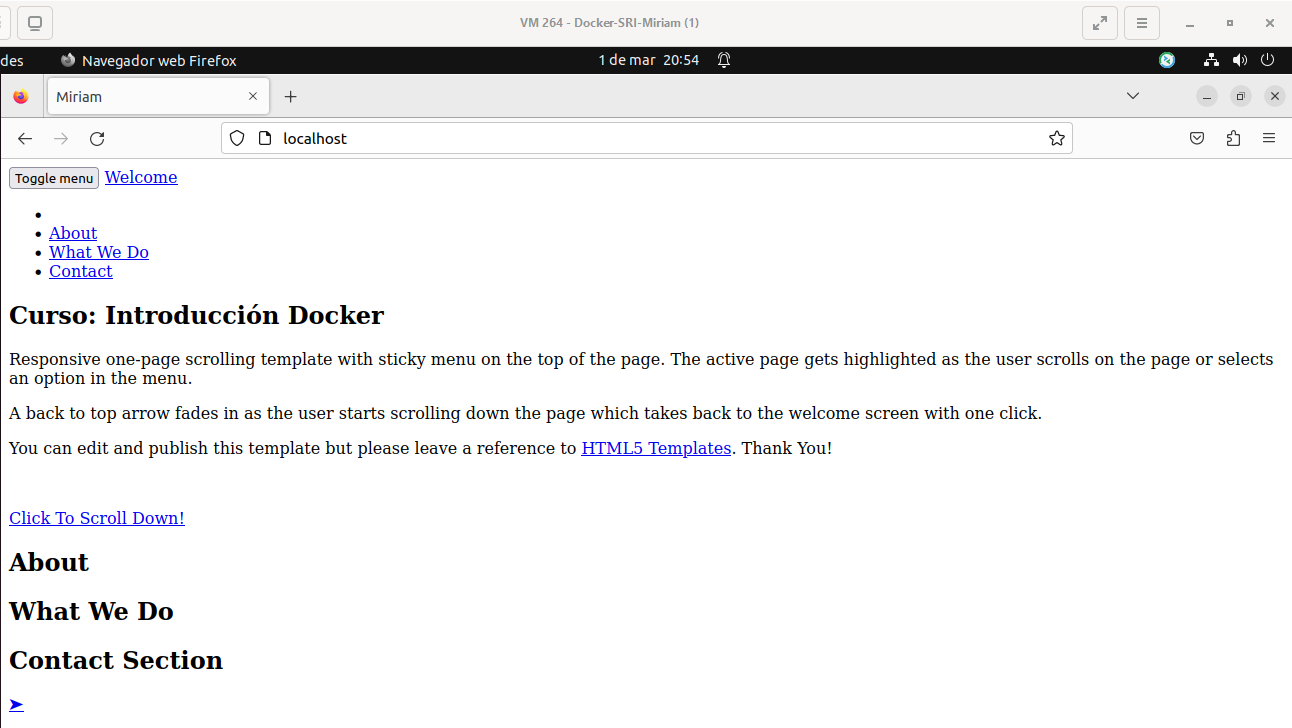 VM 264 - Docker-SRI-Miriam (1)
des Navegador web Firefox 1 de mar 20:54
Miriam
localhost
Toggle menu Welcome
About
What We Do
Contact
Curso: Introducción Docker
Responsive one-page scrolling template with sticky menu on the top of the page. The active page gets highlighted as the user scrolls on the page or selects
an option in the menu.
A back to top arrow fades in as the user starts scrolling down the page which takes back to the welcome screen with one click.
You can edit and publish this template but please leave a reference to HTML5 Templates. Thank You!
Click To Scroll Down!
About
What We Do
Contact Section
➤